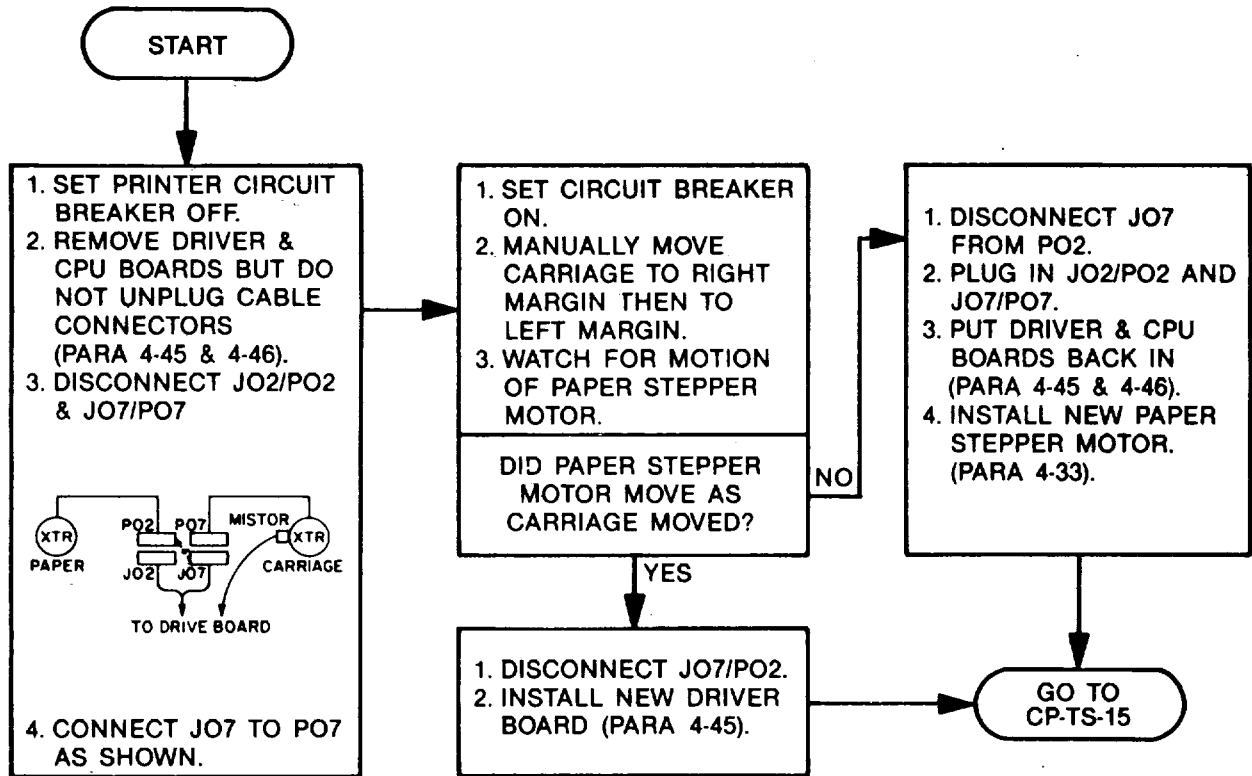 START
1. SET PRINTER CIRCUIT
BREAKER OFF.
2. REMOVE DRIVER &
CPU BOARDS BUT DO
NOT UNPLUG CABLE
CONNECTORS
(PARA 4-45 & 4-46).
3. DISCONNECT JO2/PO2
& JO7/PO7
PO2 PO7 MISTOR
XTR XTR
PAPER JO2 JO7 CARRIAGE
TO DRIVE BOARD
4. CONNECT JO7 TO PO7
AS SHOWN.
1. SET CIRCUIT BREAKER
ON.
2. MANUALLY MOVE
CARRIAGE TO RIGHT
MARGIN THEN TO
LEFT MARGIN.
3. WATCH FOR MOTION
OF PAPER STEPPER
MOTOR.
DID PAPER STEPPER
MOTOR MOVE AS
CARRIAGE MOVED?
NO
YES
1. DISCONNECT JO7/PO2.
2. INSTALL NEW DRIVER
BOARD (PARA 4-45).
1. DISCONNECT JO7
FROM PO2.
2. PLUG IN JO2/PO2 AND
JO7/PO7.
3. PUT DRIVER & CPU
BOARDS BACK IN
(PARA 4-45 & 4-46).
4. INSTALL NEW PAPER
STEPPER MOTOR.
(PARA 4-33).
GO TO
CP-TS-15